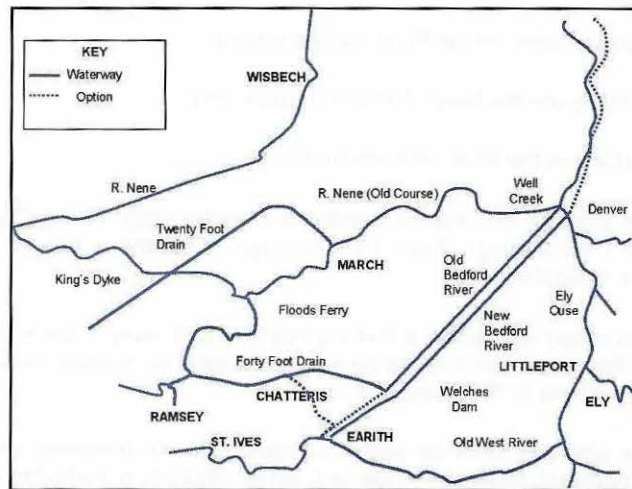 KEY
Waterway
Option
WISBECH
R. Nene
R. Nene (Old Course)
Well
Creek
Twenty Foot
Drain
Denver
King's Dyke
MARCH
Old
Bedford
River
Ely
Ouse
Floods Ferry
New
Bedford
River
Forty Foot Drain
LITTLEPORT
CHATTERIS
Welches
Dam
ELY
RAMSEY
ST. IVES
EARITH
Old West River